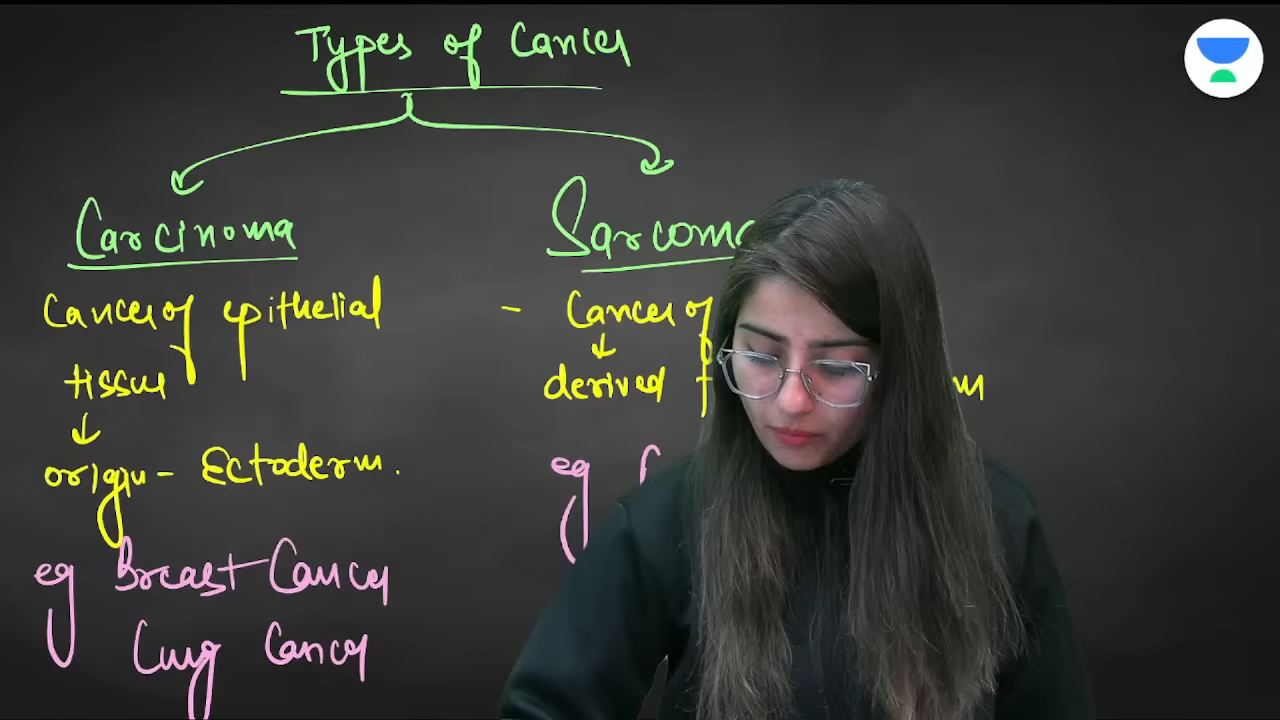 Types of Cancer
Carcinoma
Cancer of epithelial
tissue
origin - Ectoderm.
eg Breast Cancer
Lung Cancer
Sarcoma
- Cancer of
derived
eg